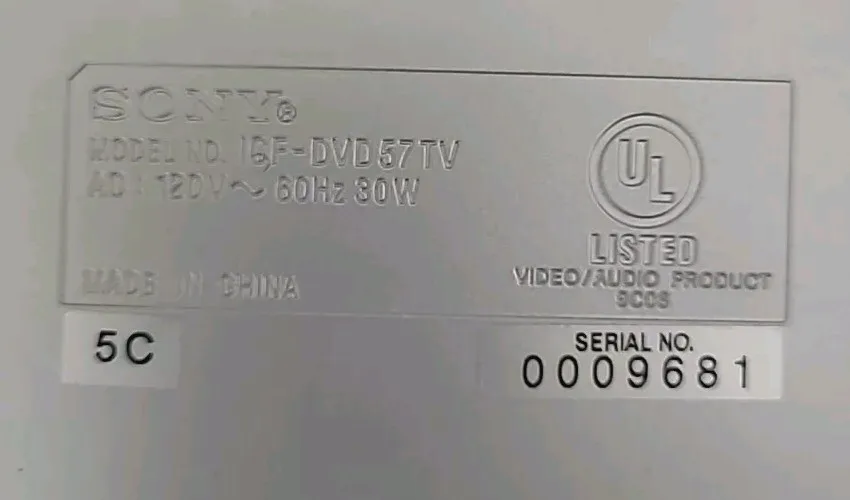 SONY®
MODEL NO. ICF-DVD57TV
AC : 120V ~ 60Hz 30W
MADE IN CHINA
UL
LISTED
VIDEO/AUDIO PRODUCT
5C
SERIAL NO.
0009681